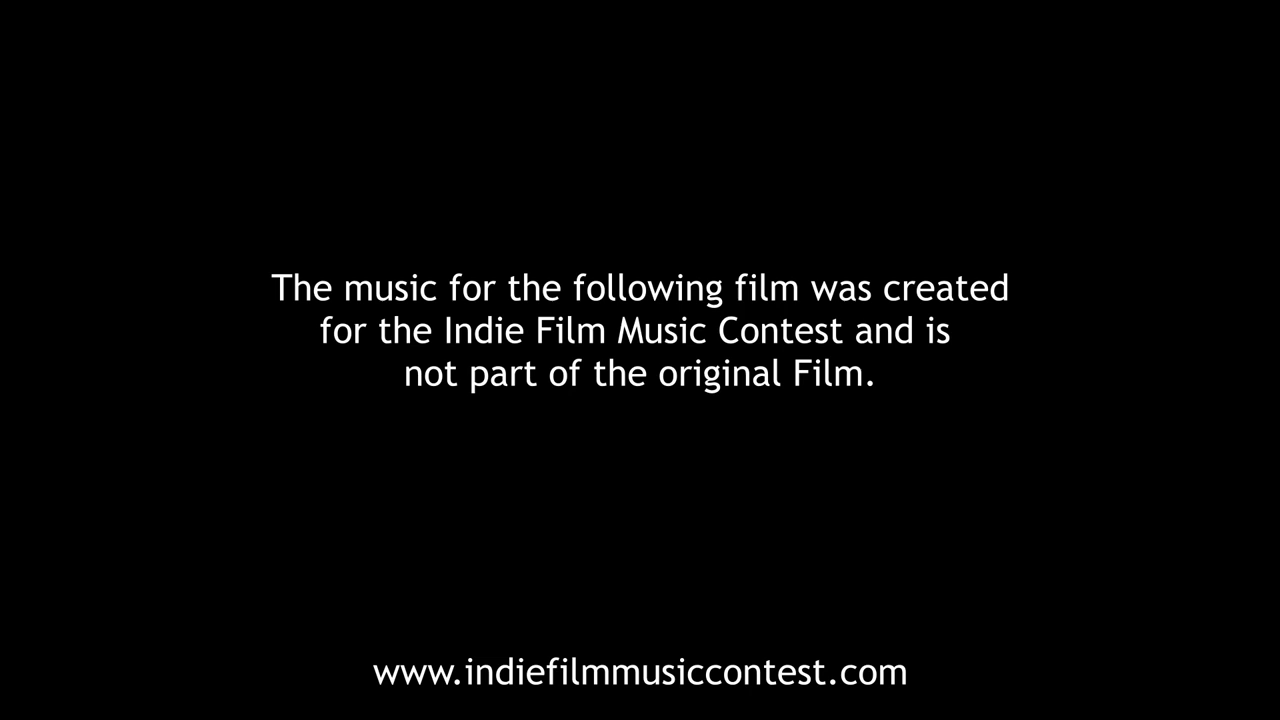 The music for the following film was created
for the Indie Film Music Contest and is
not part of the original Film.
www.indiefilmmusiccontest.com